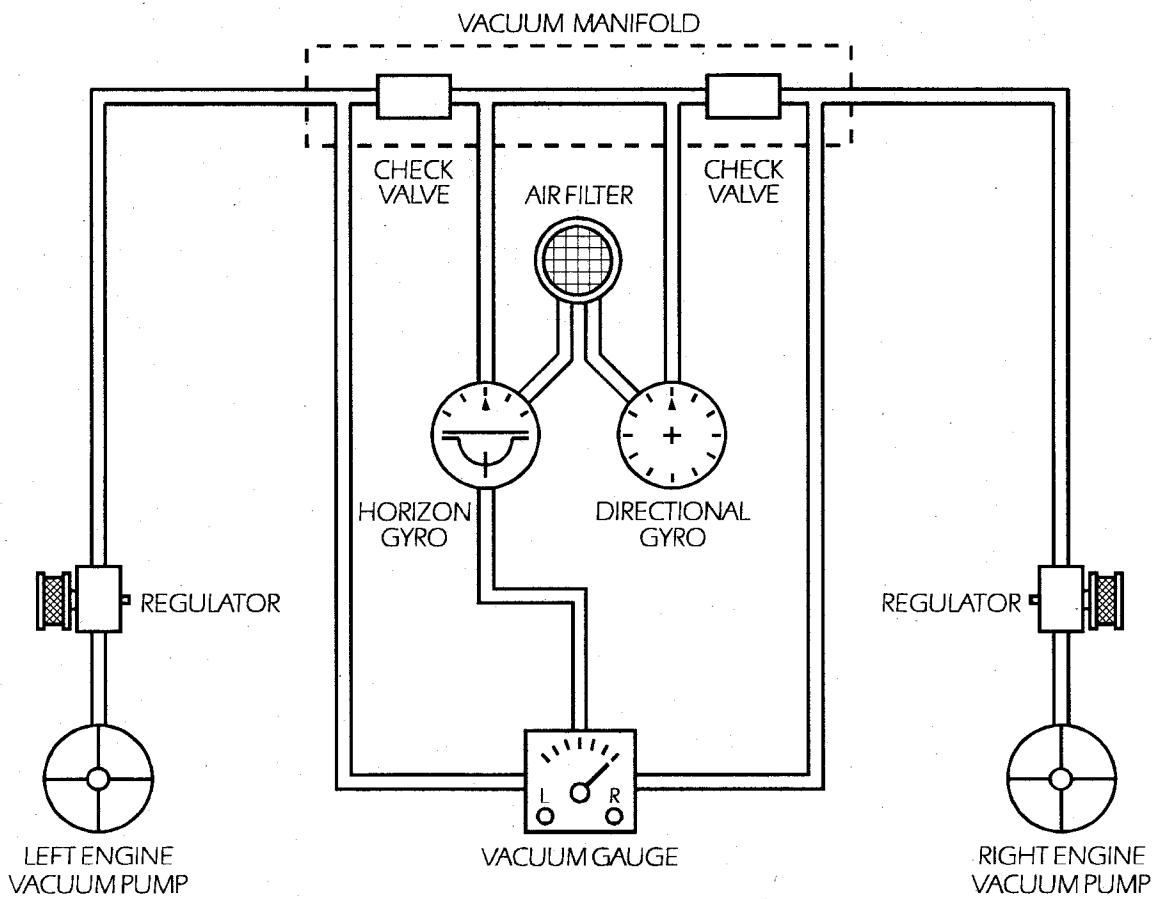 VACUUM MANIFOLD
CHECK
VALVE
CHECK
VALVE
AIR FILTER
HORIZON
GYRO
DIRECTIONAL
GYRO
REGULATOR
REGULATOR
L R
LEFT ENGINE
VACUUM PUMP
VACUUM GAUGE
RIGHT ENGINE
VACUUM PUMP